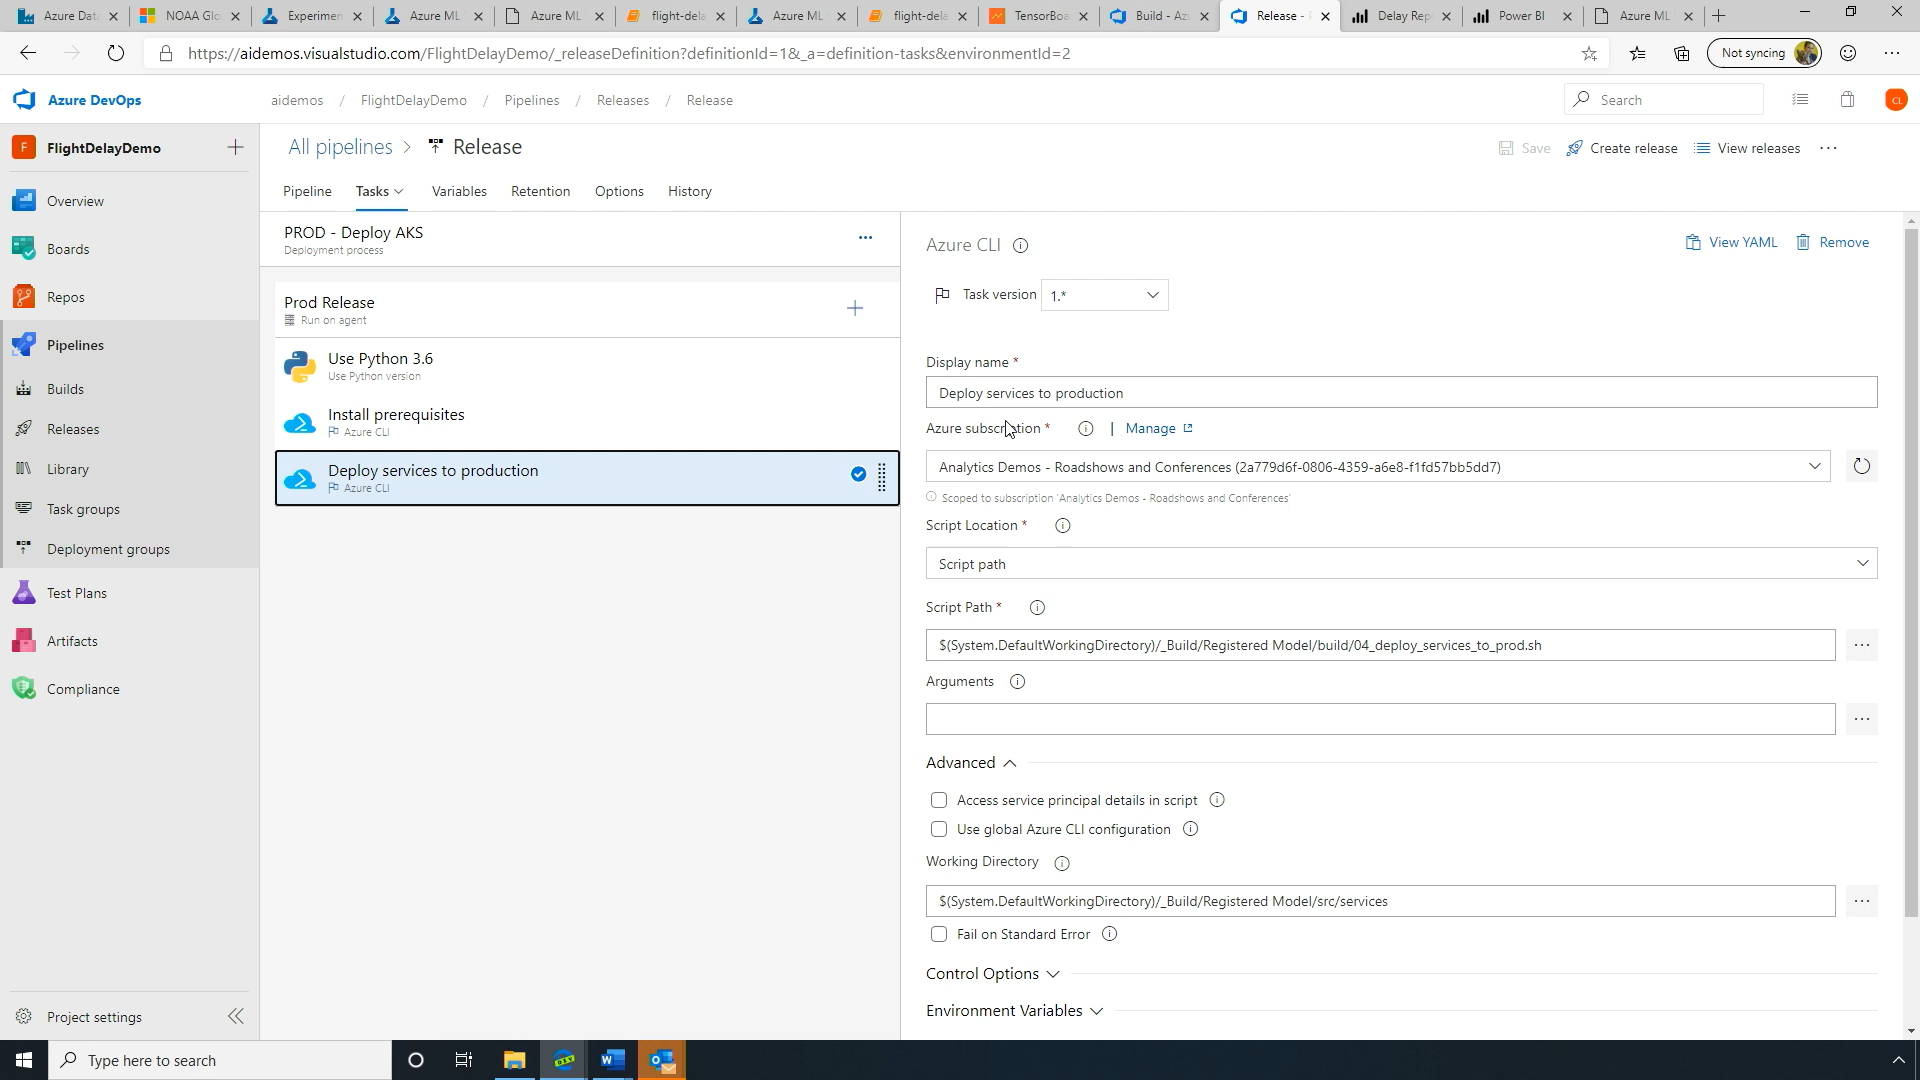 Azure Dat
NOAA Glo
Experimen
Azure ML
Azure ML
flight-dela
Azure ML
flight-dela
TensorBoa
Build - Az
Release - P
Delay Rep
Power BI
Azure ML
https://aidemos.visualstudio.com/FlightDelayDemo/_releaseDefinition?definitionId=1&_a=definition-tasks&environmentId=2
Not syncing
Azure DevOps
aidemos / FlightDelayDemo / Pipelines / Releases / Release
Search
CL
F FlightDelayDemo
Overview
Boards
Repos
Pipelines
Builds
Releases
Library
Task groups
Deployment groups
Test Plans
Artifacts
Compliance
Project settings
All pipelines > Release
Save
Create release
View releases
Pipeline
Tasks
Variables
Retention
Options
History
PROD - Deploy AKS
Deployment process
Prod Release
Run on agent
Use Python 3.6
Use Python version
Install prerequisites
Azure CLI
Deploy services to production
Azure CLI
Azure CLI
View YAML
Remove
Task version
1.*
Display name *
Deploy services to production
Azure subscription *
| Manage
Analytics Demos - Roadshows and Conferences (2a779d6f-0806-4359-a6e8-f1fd57bb5dd7)
Scoped to subscription 'Analytics Demos - Roadshows and Conferences'
Script Location *
Script path
Script Path *
$(System.DefaultWorkingDirectory)/_Build/Registered Model/build/04_deploy_services_to_prod.sh
Arguments
Advanced
Access service principal details in script
Use global Azure CLI configuration
Working Directory
$(System.DefaultWorkingDirectory)/_Build/Registered Model/src/services
Fail on Standard Error
Control Options
Environment Variables
Type here to search